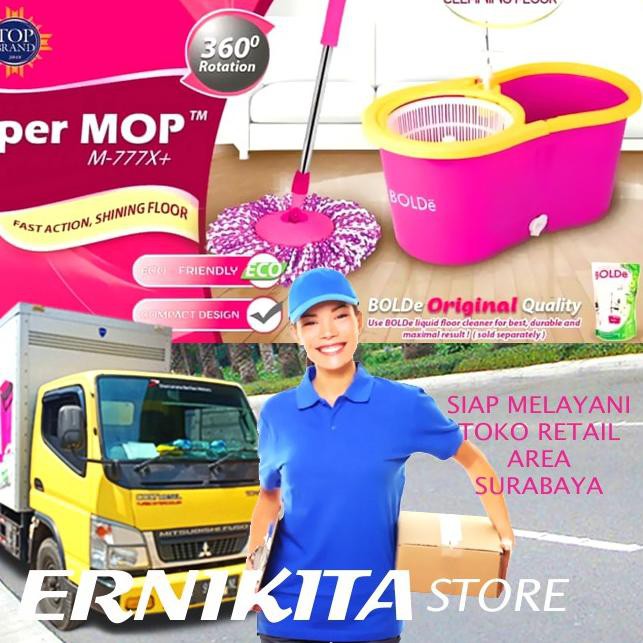 TOP
BRAND
360⁰
Rotation
CLEANING FLOOR
per MOP™
M-777X+
FAST ACTION, SHINING FLOOR
BOLDe
ECO - FRIENDLY ECO
COMPACT DESIGN
BOLDe
BOLDe Original Quality
Use BOLDe liquid floor cleaner for best, durable and
maximal result ! ( sold separately )
SIAP MELAYANI
TOKO RETAIL
AREA
SURABAYA
MITSUBISHI FUSO
ERNIKITA STORE